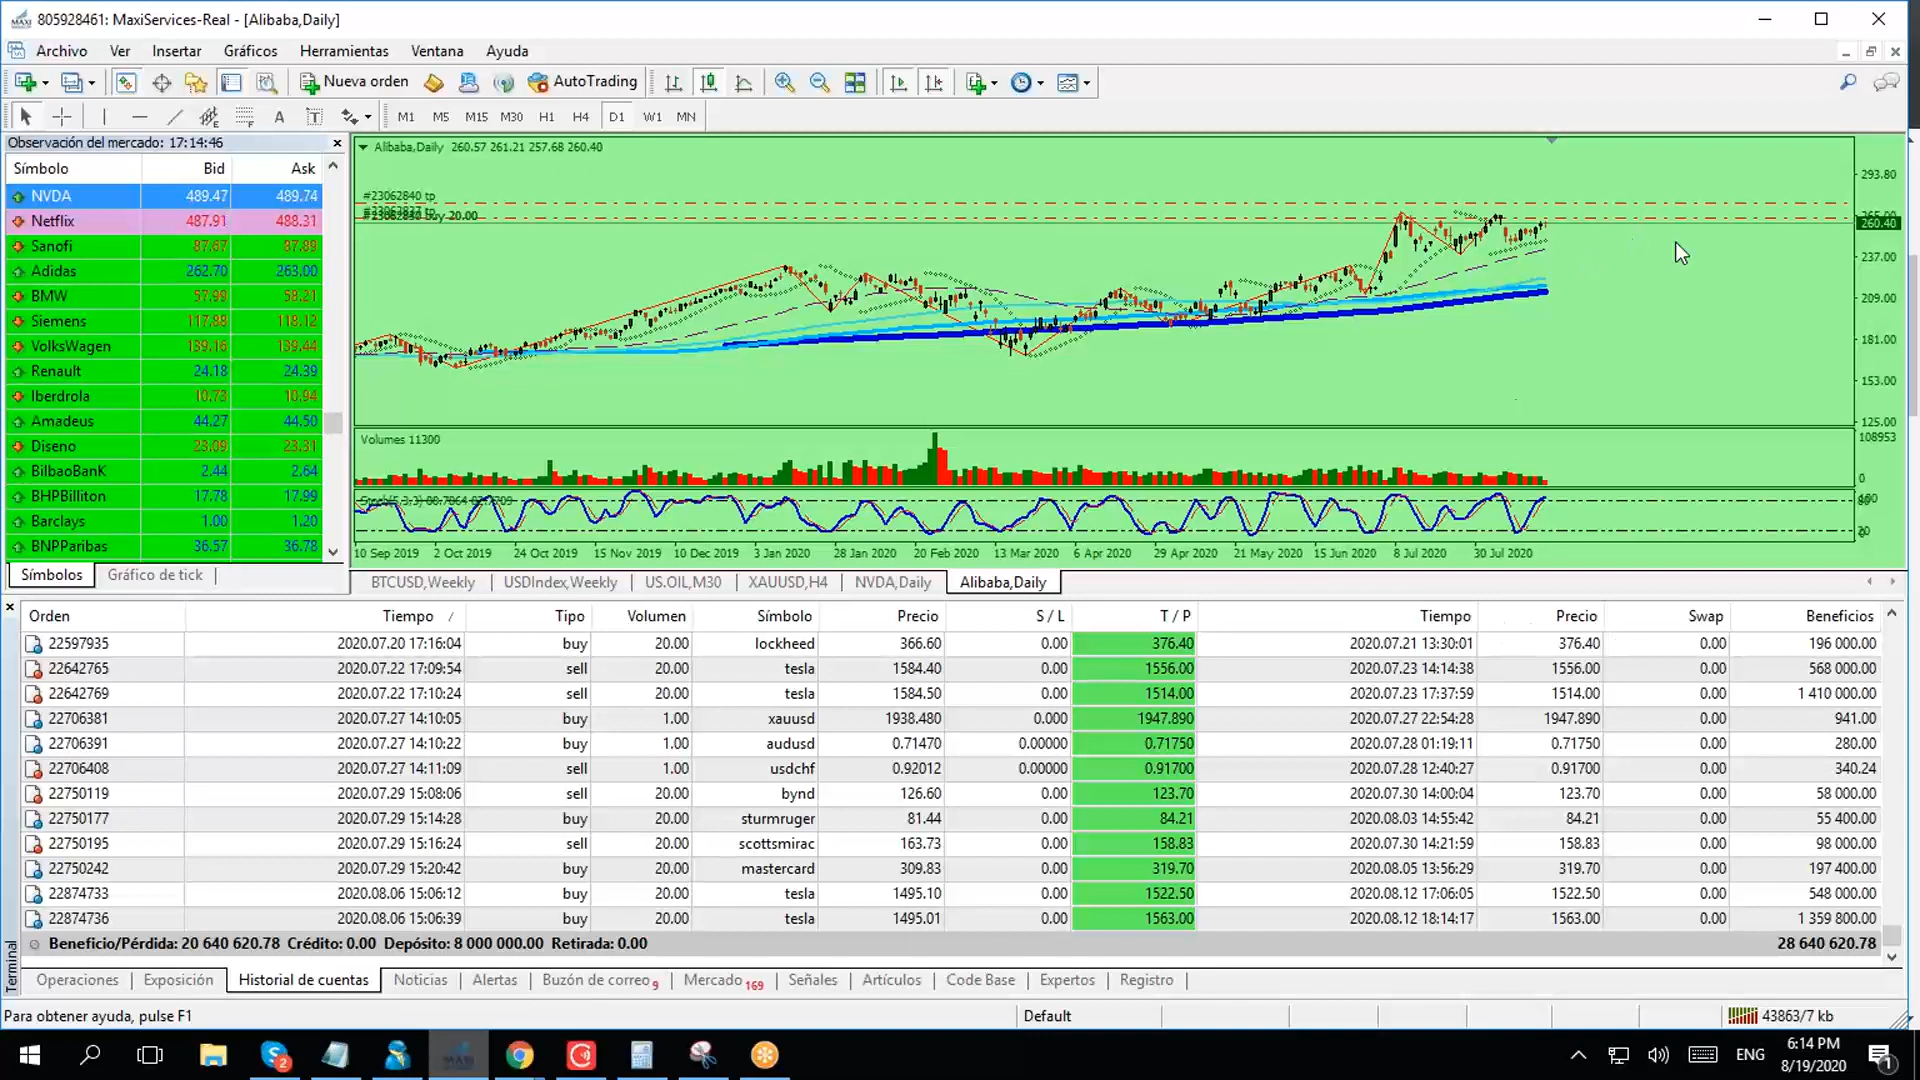 805928461: MaxiServices-Real - [Alibaba,Daily]
Archivo Ver Insertar Gráficos Herramientas Ventana Ayuda
Nueva orden AutoTrading
A T M1 M5 M15 M30 H1 H4 D1 W1 MN
Observación del mercado: 17:14:46
Símbolo Bid Ask
NVDA 489.47 489.74
Netflix 487.91 488.31
Sanofi 87.67 87.89
Adidas 262.70 263.00
BMW 57.99 58.21
Siemens 117.88 118.12
VolksWagen 139.16 139.44
Renault 24.18 24.39
Iberdrola 10.73 10.94
Amadeus 44.27 44.50
Diseno 23.09 23.31
BilbaoBanK 2.44 2.64
BHPBilliton 17.78 17.99
Barclays 1.00 1.20
BNPParibas 36.57 36.78
Símbolos Gráfico de tick
Alibaba,Daily 260.57 261.21 257.68 260.40
#23062840 tp
buy 20.00
293.80
260.40
237.00
209.00
181.00
153.00
125.00
Volumes 11300
108953
0
20
10 Sep 2019 2 Oct 2019 24 Oct 2019 15 Nov 2019 10 Dec 2019 3 Jan 2020 28 Jan 2020 20 Feb 2020 13 Mar 2020 6 Apr 2020 29 Apr 2020 21 May 2020 15 Jun 2020 8 Jul 2020 30 Jul 2020
BTCUSD,Weekly USDIndex,Weekly US.OIL,M30 XAUUSD,H4 NVDA,Daily Alibaba,Daily
Orden Tiempo / Tipo Volumen Símbolo Precio S / L T / P Tiempo Precio Swap Beneficios
22597935 2020.07.20 17:16:04 buy 20.00 lockheed 366.60 0.00 376.40 2020.07.21 13:30:01 376.40 0.00 196 000.00
22642765 2020.07.22 17:09:54 sell 20.00 tesla 1584.40 0.00 1556.00 2020.07.23 14:14:38 1556.00 0.00 568 000.00
22642769 2020.07.22 17:10:24 sell 20.00 tesla 1584.50 0.00 1514.00 2020.07.23 17:37:59 1514.00 0.00 1 410 000.00
22706381 2020.07.27 14:10:05 buy 1.00 xauusd 1938.480 0.000 1947.890 2020.07.27 22:54:28 1947.890 0.00 941.00
22706391 2020.07.27 14:10:22 buy 1.00 audusd 0.71470 0.00000 0.71750 2020.07.28 01:19:11 0.71750 0.00 280.00
22706408 2020.07.27 14:11:09 sell 1.00 usdchf 0.92012 0.00000 0.91700 2020.07.28 12:40:27 0.91700 0.00 340.24
22750119 2020.07.29 15:08:06 sell 20.00 bynd 126.60 0.00 123.70 2020.07.30 14:00:04 123.70 0.00 58 000.00
22750177 2020.07.29 15:14:28 buy 20.00 sturmruger 81.44 0.00 84.21 2020.08.03 14:55:42 84.21 0.00 55 400.00
22750195 2020.07.29 15:16:24 sell 20.00 scottsmirac 163.73 0.00 158.83 2020.07.30 14:21:59 158.83 0.00 98 000.00
22750242 2020.07.29 15:20:42 buy 20.00 mastercard 309.83 0.00 319.70 2020.08.05 13:56:29 319.70 0.00 197 400.00
22874733 2020.08.06 15:06:12 buy 20.00 tesla 1495.10 0.00 1522.50 2020.08.12 17:06:05 1522.50 0.00 548 000.00
22874736 2020.08.06 15:06:39 buy 20.00 tesla 1495.01 0.00 1563.00 2020.08.12 18:14:17 1563.00 0.00 1 359 800.00
Beneficio/Pérdida: 20 640 620.78 Crédito: 0.00 Depósito: 8 000 000.00 Retirada: 0.00 28 640 620.78
Terminal
Operaciones Exposición Historial de cuentas Noticias Alertas Buzón de correo 9 Mercado 169 Señales Artículos Code Base Expertos Registro
Para obtener ayuda, pulse F1 Default 43863/7 kb
2 ENG 6:14 PM
8/19/2020 1